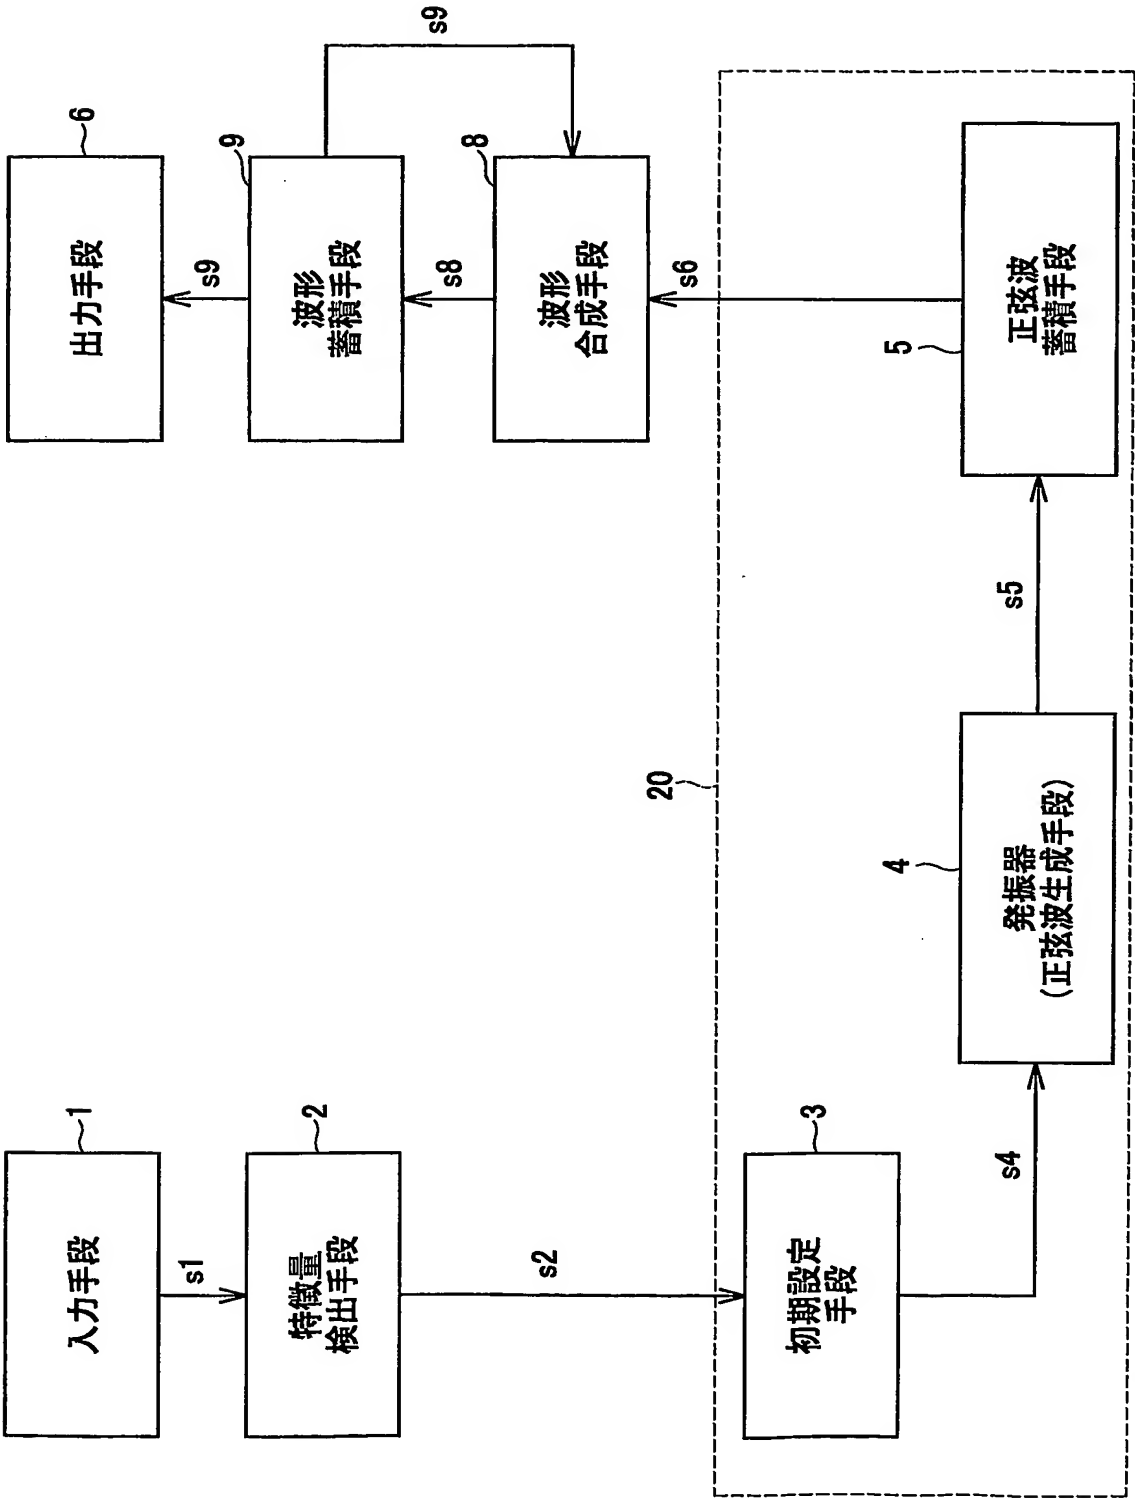 1
入力手段
s1
2
特徴量
検出手段
s2
3
初期設定
手段
s4
20
4
発振器
(正弦波生成手段)
s5
5
正弦波
蓄積手段
s6
8
波形
合成手段
s8
9
波形
蓄積手段
s9
s9
6
出力手段